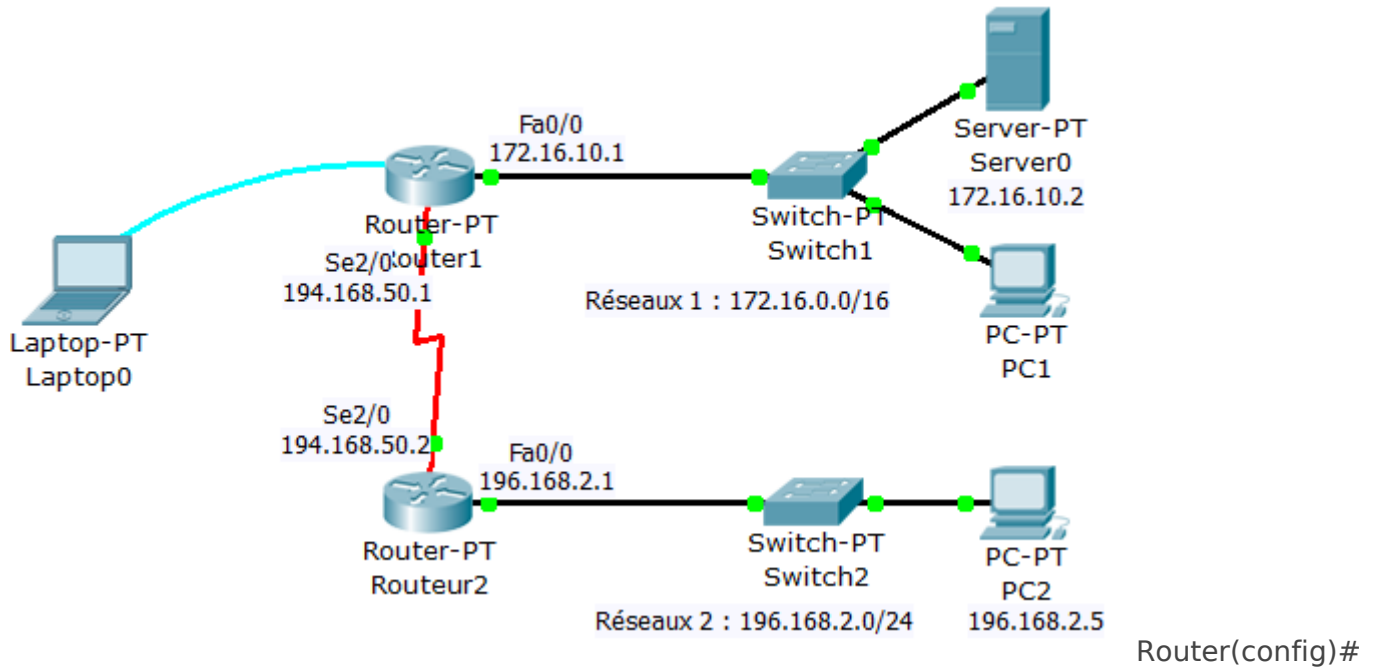 Fa0/0
172.16.10.1
Server-PT
Server0
172.16.10.2
Router-PT
Router1
Se2/0
194.168.50.1
Switch-PT
Switch1
Réseaux 1 : 172.16.0.0/16
Laptop-PT
Laptop0
PC-PT
PC1
Se2/0
194.168.50.2
Fa0/0
196.168.2.1
Router-PT
Routeur2
Switch-PT
Switch2
PC-PT
PC2
Réseaux 2 : 196.168.2.0/24
196.168.2.5
Router(config)#